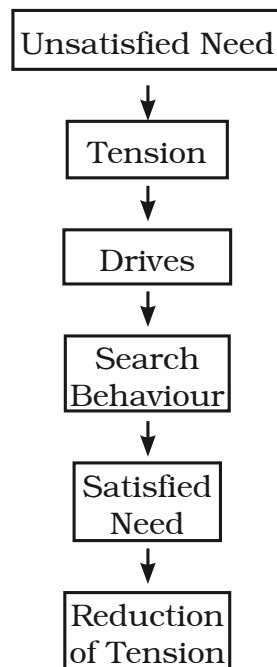 Unsatisfied Need
Tension
Drives
Search
Behaviour
Satisfied
Need
Reduction
of Tension